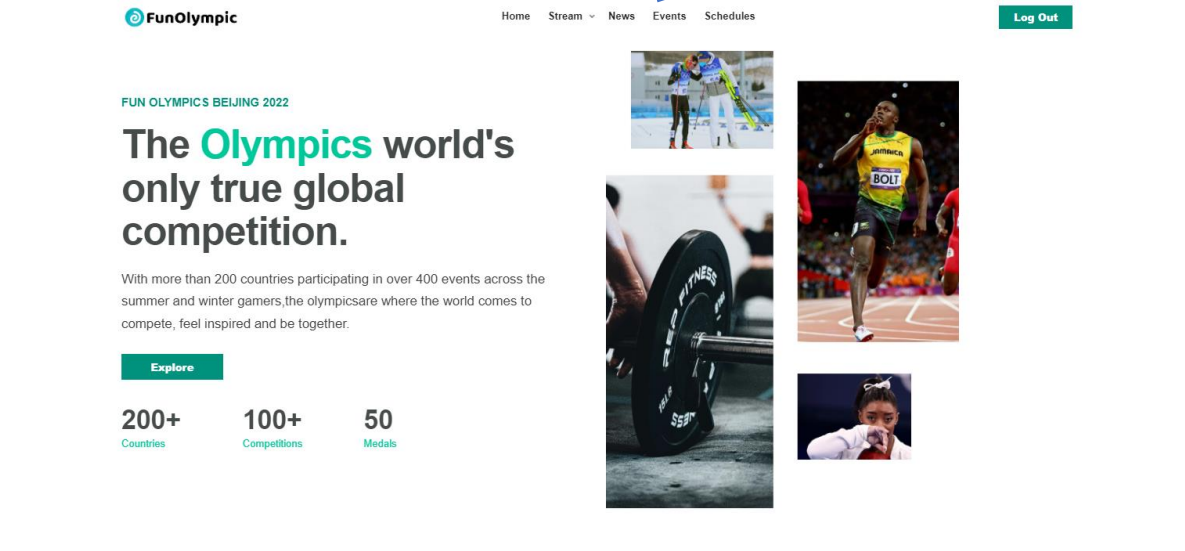 FunOlympic
Home Stream News Events Schedules
Log Out
FUN OLYMPICS BEIJING 2022
The Olympics world's
only true global
competition.
With more than 200 countries participating in over 400 events across the
summer and winter gamers,the olympicsare where the world comes to
compete, feel inspired and be together.
Explore
200+ 100+ 50
Countries Competitions Medals
JAMAICA
BOLT
REP FITNESS